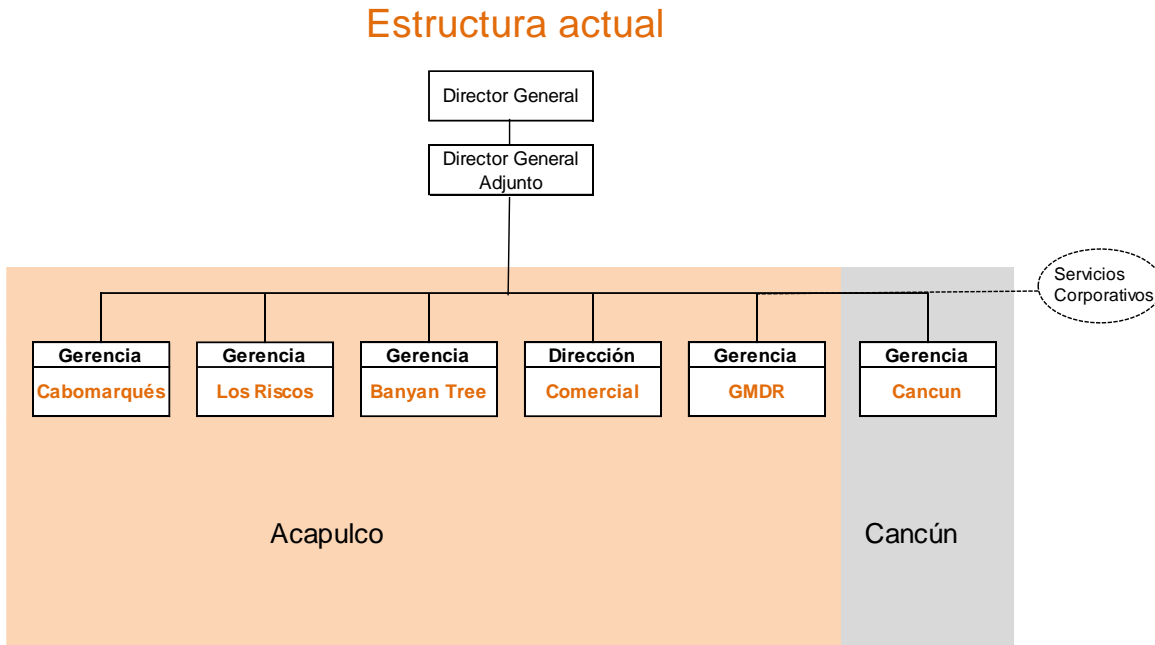 Estructura actual
Director General
Director General
Adjunto
Servicios
Corporativos
Gerencia
Cabomarqués
Gerencia
Los Riscos
Gerencia
Banyan Tree
Dirección
Comercial
Gerencia
GMDR
Gerencia
Cancun
Acapulco
Cancún